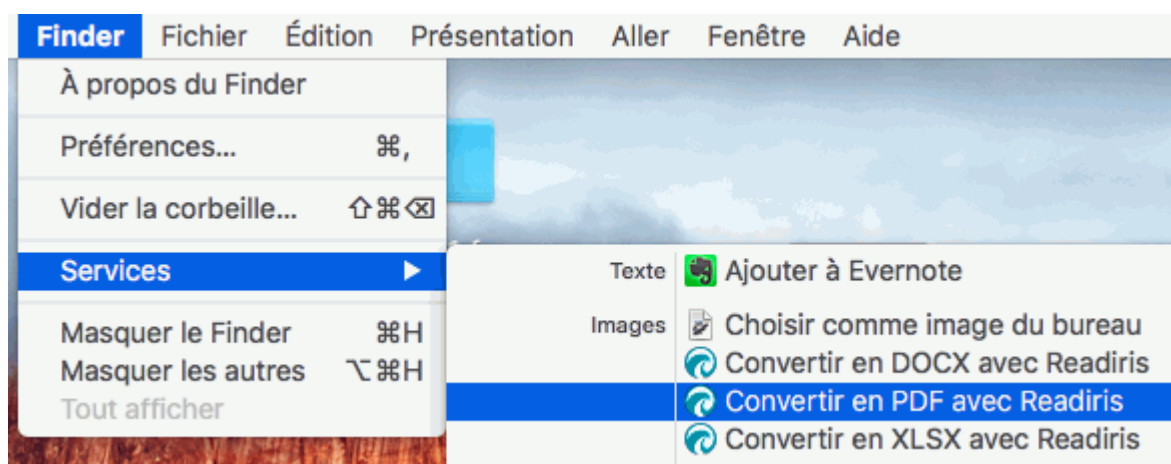 Finder Fichier Édition Présentation Aller Fenêtre Aide
À propos du Finder
Préférences... ⌘,
Vider la corbeille... ⇧⌘⌫
Services ▶
Texte Ajouter à Evernote
Images Choisir comme image du bureau
Convertir en DOCX avec Readiris
Convertir en PDF avec Readiris
Convertir en XLSX avec Readiris
Masquer le Finder ⌘H
Masquer les autres ⌥⌘H
Tout afficher